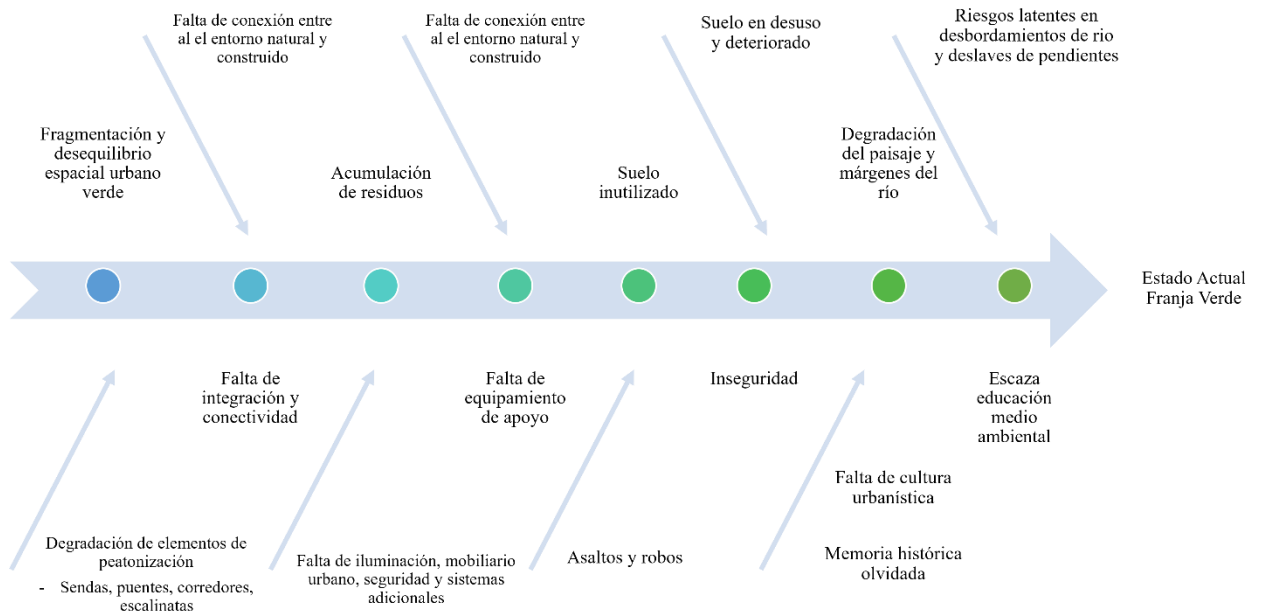 Falta de conexión entre
al el entorno natural y
construido
Falta de conexión entre
al el entorno natural y
construido
Suelo en desuso
y deteriorado
Riesgos latentes en
desbordamientos de rio
y deslaves de pendientes
Fragmentación y
desequilibrio
espacial urbano
verde
Acumulación
de residuos
Suelo
inutilizado
Degradación
del paisaje y
márgenes del
río
Estado Actual
Franja Verde
Falta de
integración y
conectividad
Falta de
equipamiento
de apoyo
Inseguridad
Escaza
educación
medio
ambiental
Degradación de elementos de
peatonización
- Sendas, puentes, corredores,
escalinatas
Falta de iluminación, mobiliario
urbano, seguridad y sistemas
adicionales
Asaltos y robos
Falta de cultura
urbanística
Memoria histórica
olvidada